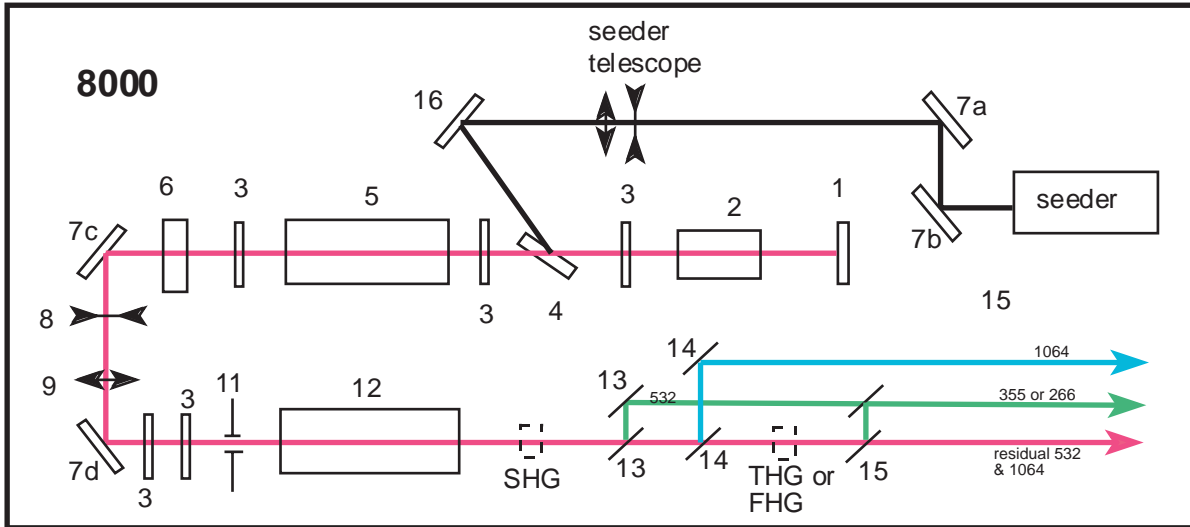 8000
seeder
telescope
16
7a
6
3
5
3
2
1
7c
7b
seeder
3
4
15
8
14
1064
9
11
12
13
532
355 or 266
3
7d
3
SHG
13
14
THG or
FHG
15
residual 532
& 1064